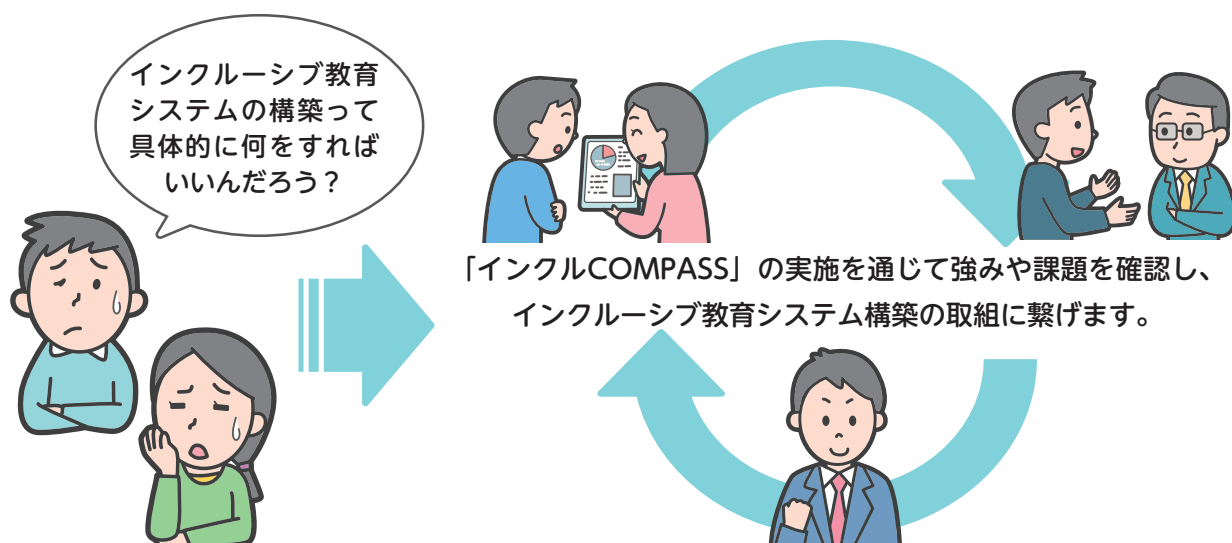 インクルーシブ教育
システムの構築って
具体的に何をすれば
いいんだろう？
「インクルCOMPASS」の実施を通じて強みや課題を確認し、
インクルーシブ教育システム構築の取組に繋げます。